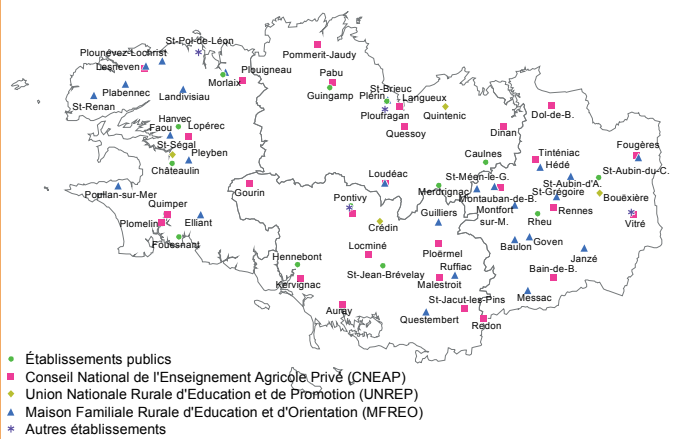 St-Pol-de-Léon
Plounévez-Lochrist
Lesneven
Plouigneau
Morlaix
Plabennec
Landivisiau
St-Renan
Pommerit-Jaudy
Pabu
Guingamp
St-Brieuc
Plérin
Langueux
Ploufragan
Quintenic
Quessoy
Dinan
Dol-de-B.
Hanvec
Lopérec
Faou
St-Ségal
Pleyben
Châteaulin
Caulnes
Tinténiac
Fougères
Hédé
St-Aubin-du-C.
St-Méen-le-G.
St-Aubin-d'A.
Loudéac
Merdrignac
St-Grégoire
Montauban-de-B.
Bouëxière
Gourin
Pontivy
Montfort
sur-M.
Rennes
Poullan-sur-Mer
Quimper
Guilliers
Rheu
Vitré
Plomelin
Elliant
Crédin
Fouesnant
Goven
Baulon
Janzé
Locminé
Ploërmel
Hennebont
St-Jean-Brévelay
Ruffiac
Bain-de-B.
Kervignac
Malestroit
Messac
St-Jacut-les-Pins
Auray
Questembert
Redon
Établissements publics
Conseil National de l'Enseignement Agricole Privé (CNEAP)
Union Nationale Rurale d'Education et de Promotion (UNREP)
Maison Familiale Rurale d'Education et d'Orientation (MFREO)
Autres établissements